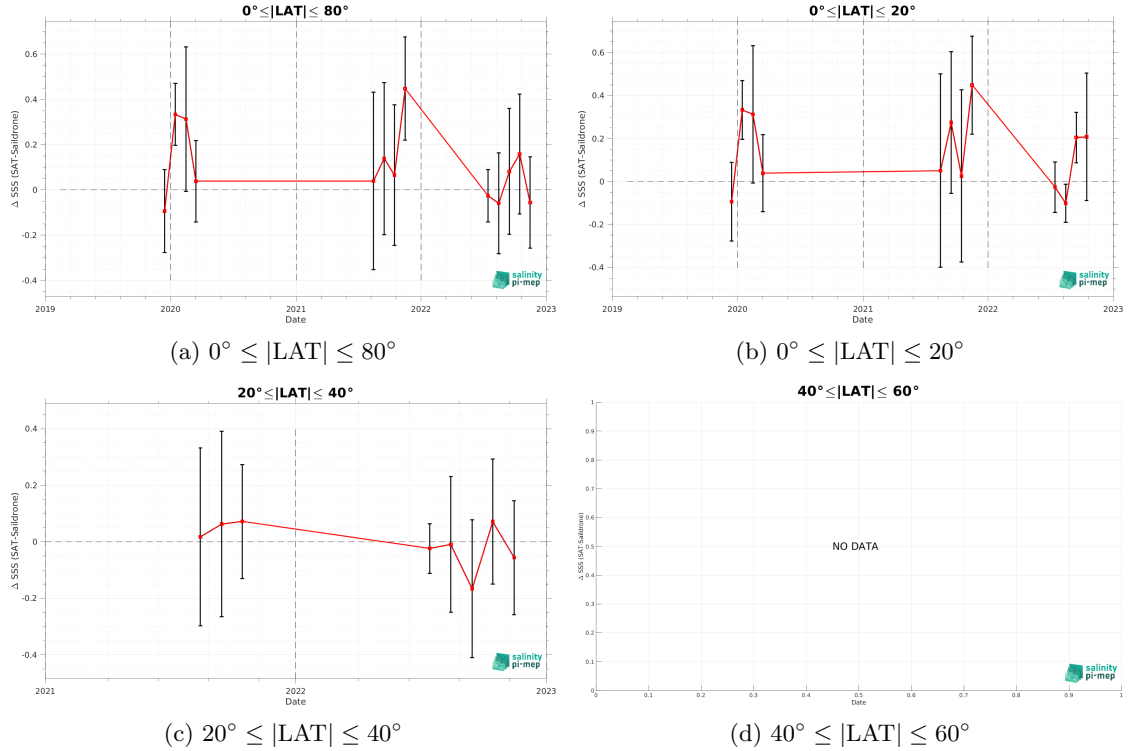 0°≤|LAT|≤ 80°
0.6
0.4
0.2
0
-0.2
-0.4
Δ SSS (SAT-Saildrone)
2019
2020
2021
2022
2023
Date
salinity
pi-mep
(a) 0° ≤ |LAT| ≤ 80°
0°≤|LAT|≤ 20°
0.6
0.4
0.2
0
-0.2
-0.4
Δ SSS (SAT-Saildrone)
2019
2020
2021
2022
2023
Date
salinity
pi-mep
(b) 0° ≤ |LAT| ≤ 20°
20°≤|LAT|≤ 40°
0.4
0.2
0
-0.2
-0.4
Δ SSS (SAT-Saildrone)
2021
2022
2023
Date
salinity
pi-mep
(c) 20° ≤ |LAT| ≤ 40°
40°≤|LAT|≤ 60°
1
0.9
0.8
0.7
0.6
0.5
0.4
0.3
0.2
0.1
0
Δ SSS (SAT-Saildrone)
NO DATA
0
0.1
0.2
0.3
0.4
0.5
0.6
0.7
0.8
0.9
1
Date
salinity
pi-mep
(d) 40° ≤ |LAT| ≤ 60°